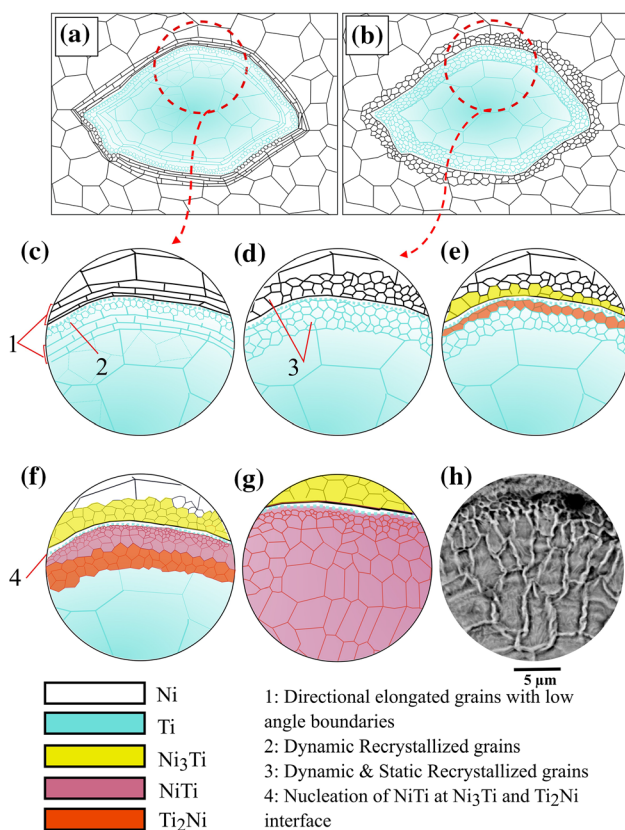 (a)
(b)
(c)
(d)
(e)
1
2
3
(f)
(g)
(h)
4
5 µm
Ni
Ti
Ni₃Ti
NiTi
Ti₂Ni
1: Directional elongated grains with low
angle boundaries
2: Dynamic Recrystallized grains
3: Dynamic & Static Recrystallized grains
4: Nucleation of NiTi at Ni₃Ti and Ti₂Ni
interface